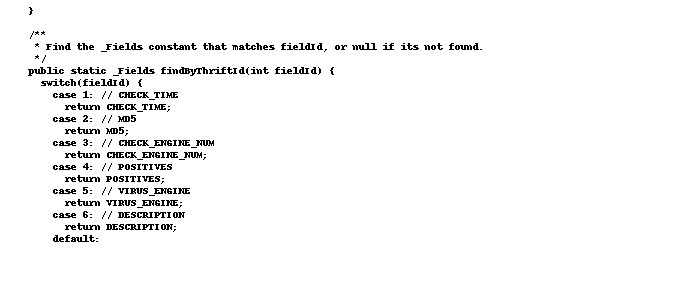 }
/**
 * Find the _Fields constant that matches fieldId, or null if its not found.
 */
public static _Fields findByThriftId(int fieldId) {
  switch(fieldId) {
    case 1: // CHECK_TIME
      return CHECK_TIME;
    case 2: // MD5
      return MD5;
    case 3: // CHECK_ENGINE_NUM
      return CHECK_ENGINE_NUM;
    case 4: // POSITIVES
      return POSITIVES;
    case 5: // VIRUS_ENGINE
      return VIRUS_ENGINE;
    case 6: // DESCRIPTION
      return DESCRIPTION;
    default: